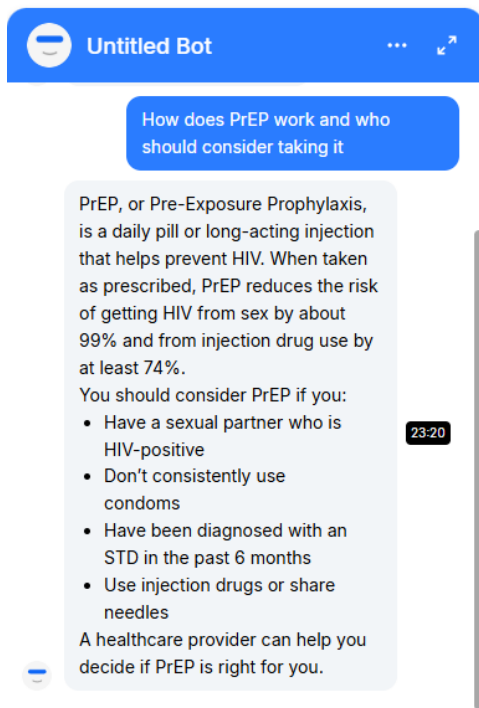 Untitled Bot
How does PrEP work and who
should consider taking it
PrEP, or Pre-Exposure Prophylaxis,
is a daily pill or long-acting injection
that helps prevent HIV. When taken
as prescribed, PrEP reduces the risk
of getting HIV from sex by about
99% and from injection drug use by
at least 74%.
You should consider PrEP if you:
• Have a sexual partner who is
HIV-positive
• Don’t consistently use
condoms
• Have been diagnosed with an
STD in the past 6 months
• Use injection drugs or share
needles
A healthcare provider can help you
decide if PrEP is right for you.
23:20